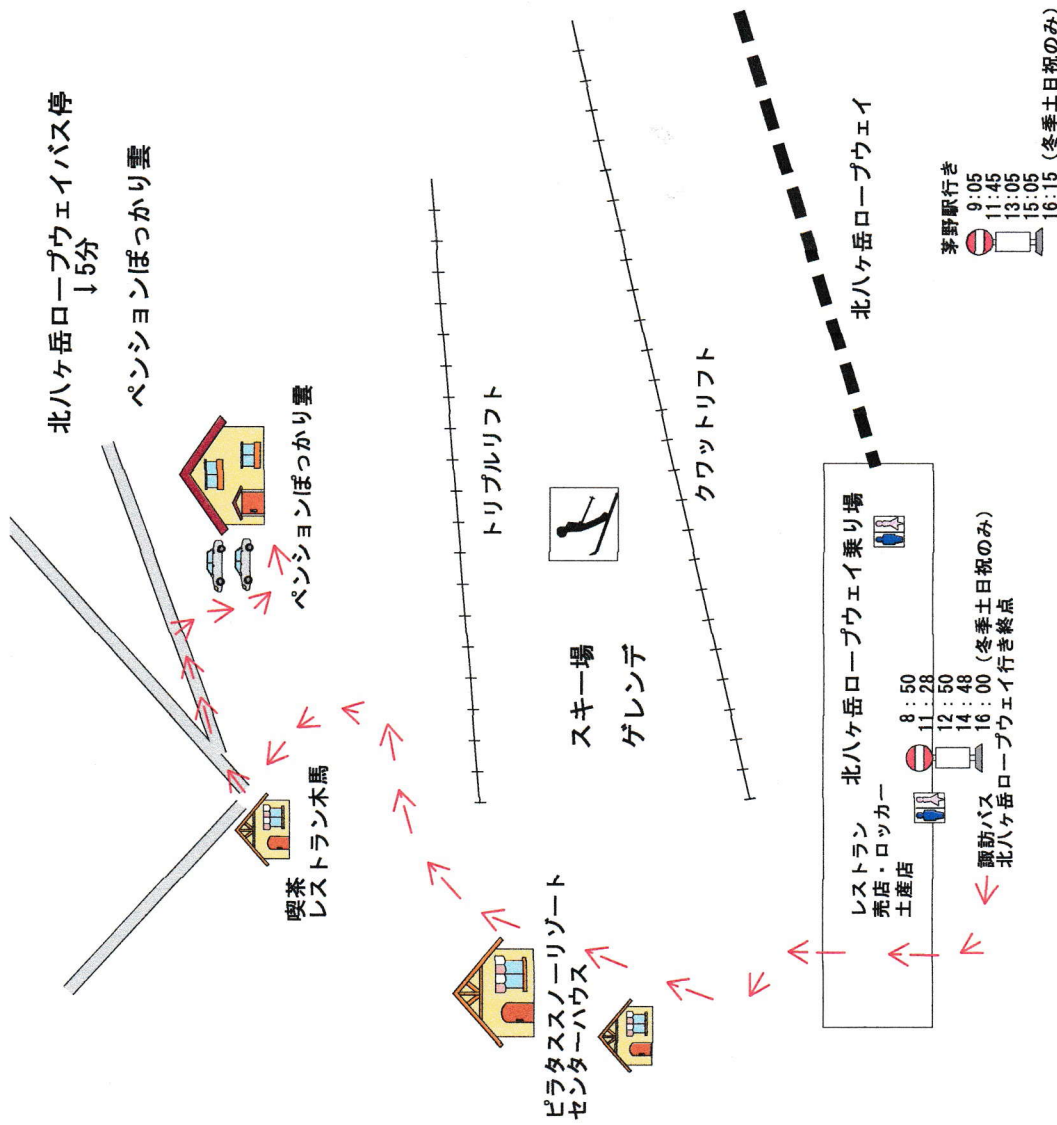 北八ヶ岳ロープウェイバス停
↓5分
ペンションぽっかり雲
ペンションぽっかり雲
喫茶
レストラン木馬
トリプルリフト
スキー場
ゲレンデ
クワットリフト
ピラタススノーリゾート
センターハウス
北八ヶ岳ロープウェイ
北八ヶ岳ロープウェイ乗り場
レストラン
売店・ロッカー
土産店
8:50
11:28
12:50
14:48
16:00 (冬季土日祝のみ)
諏訪バス
北八ヶ岳ロープウェイ行き終点
茅野駅行き
9:05
11:45
13:05
15:05
16:15 (冬季土日祝のみ)